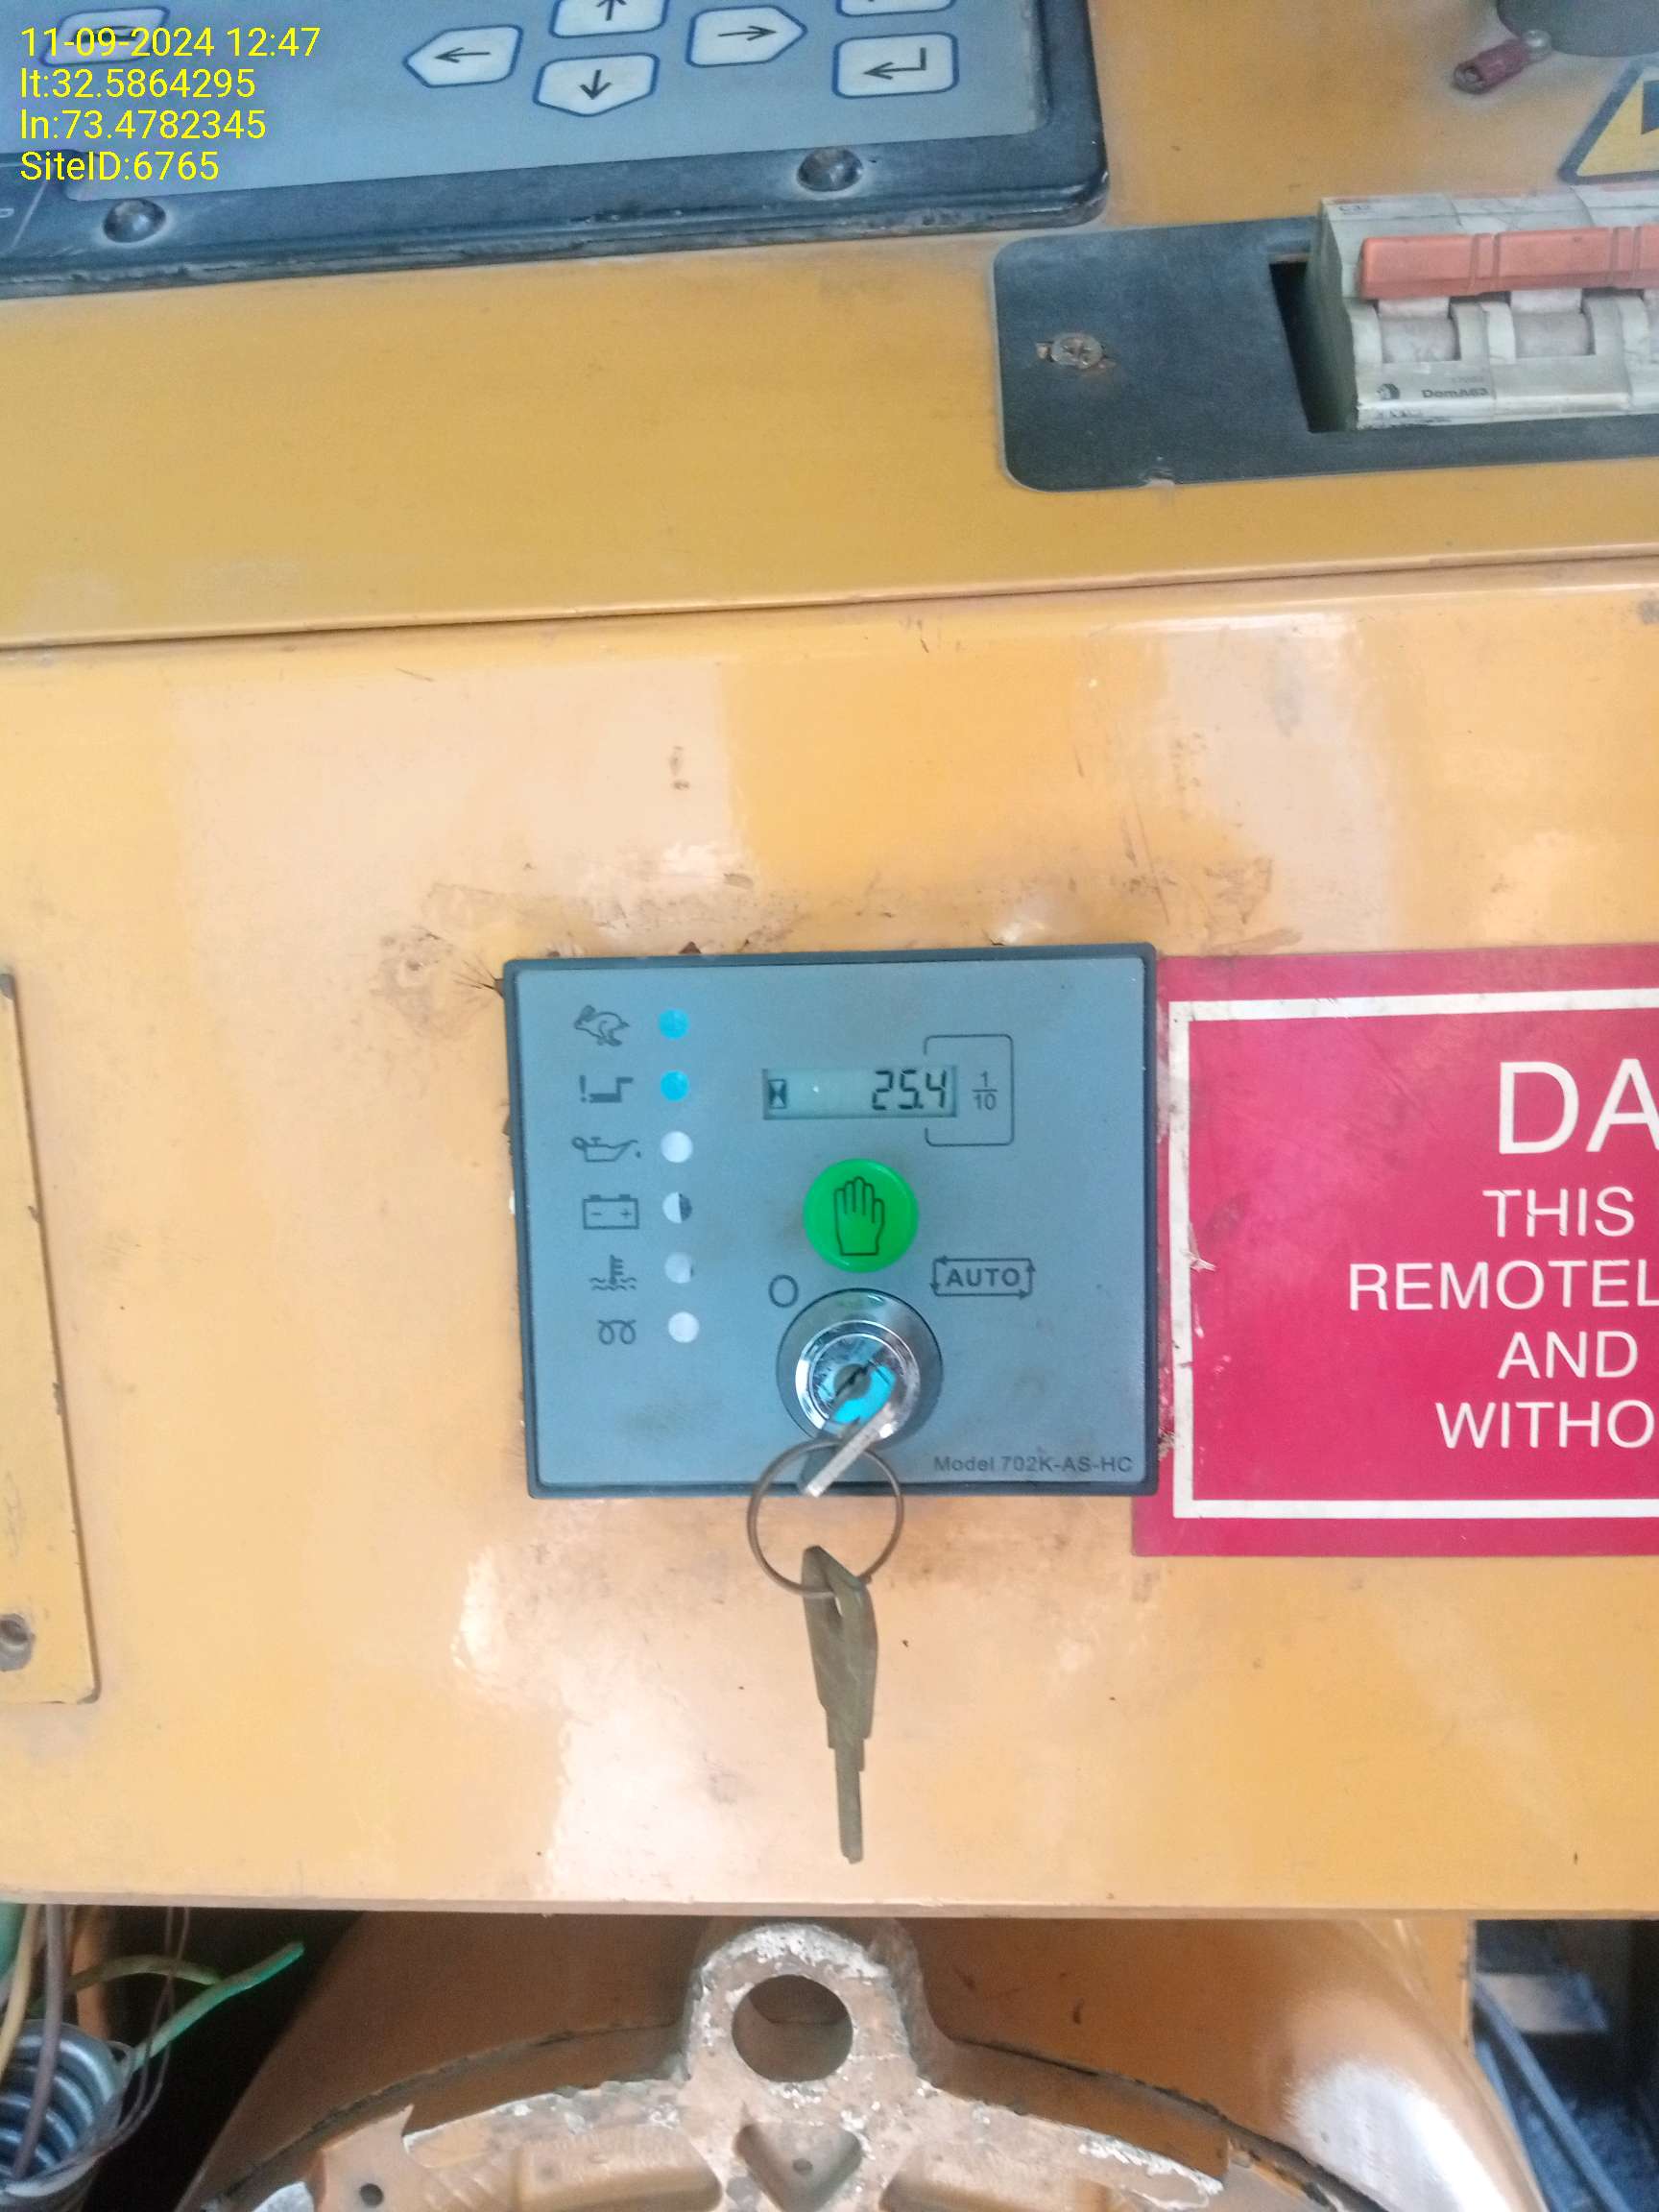 11-09-2024 12:47
lt:32.5864295
ln:73.4782345
SiteID:6765
DomA63
25.4
1
10
O
AUTO
Model 702K-AS-HC
DA
THIS
REMOTEL
AND
WITHO